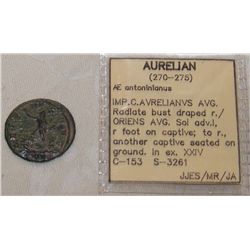 AURELIAN
(270-275)
Æ antoninianus
IMP.C.AVRELIANVS AVG.
Radiate bust draped r./
ORIENS AVG. Sol adv.l,
r foot on captive; to r.,
another captive seated on
ground. in ex. XXIV
C-153 S-3261
JJES/MR/JA